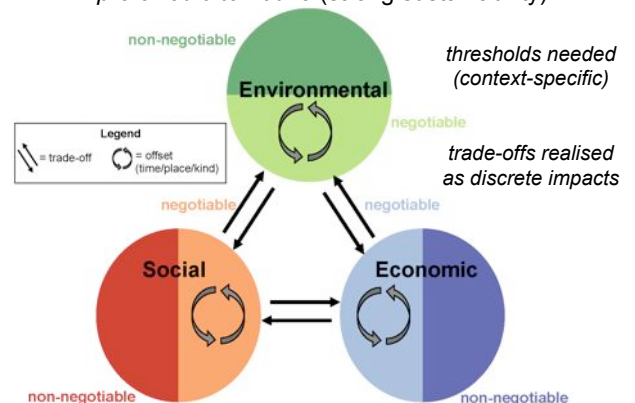 non-negotiable
thresholds needed
(context-specific)
Environmental
negotiable
Legend
= trade-off
= offset
(time/place/kind)
trade-offs realised
as discrete impacts
negotiable
negotiable
Social
Economic
non-negotiable
non-negotiable